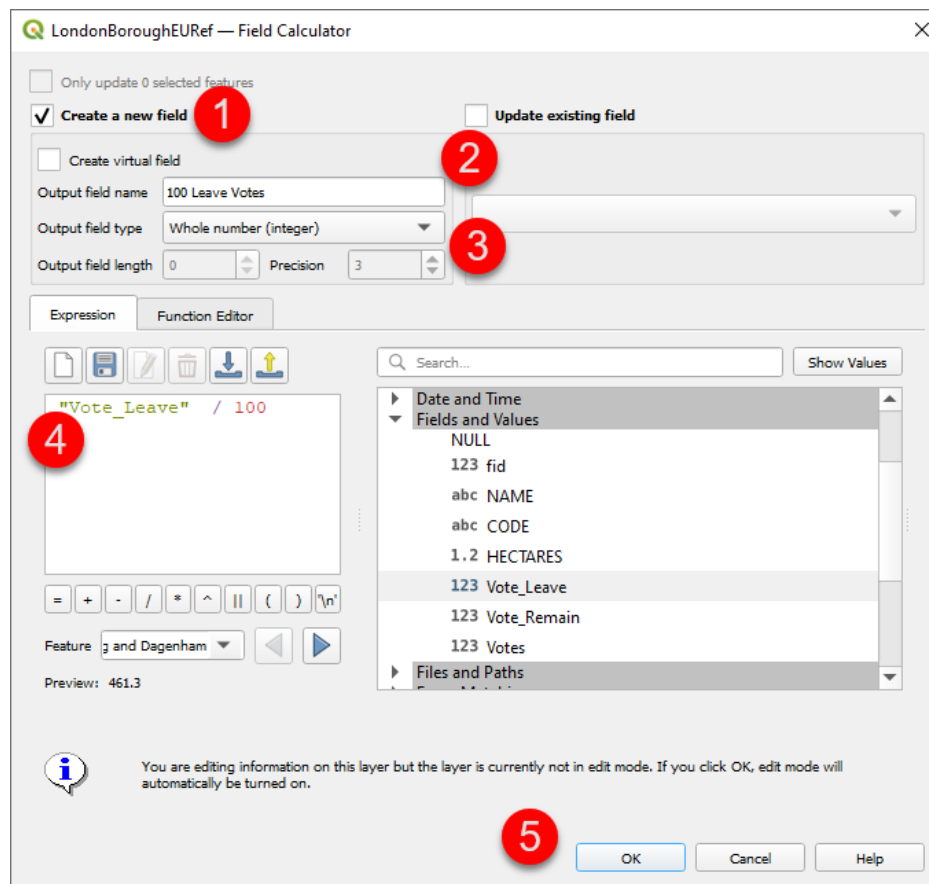 LondonBoroughEURef — Field Calculator
Only update 0 selected features
Create a new field
1
Update existing field
Create virtual field
2
Output field name 100 Leave Votes
Output field type Whole number (integer)
3
Output field length 0 Precision 3
Expression Function Editor
Search... Show Values
"Vote_Leave" / 100
4
Date and Time
Fields and Values
NULL
123 fid
abc NAME
abc CODE
1.2 HECTARES
123 Vote_Leave
123 Vote_Remain
123 Votes
Files and Paths
= + - / * ^ || ( ) '\n'
Feature g and Dagenham
Preview: 461.3
You are editing information on this layer but the layer is currently not in edit mode. If you click OK, edit mode will
automatically be turned on.
5
OK Cancel Help